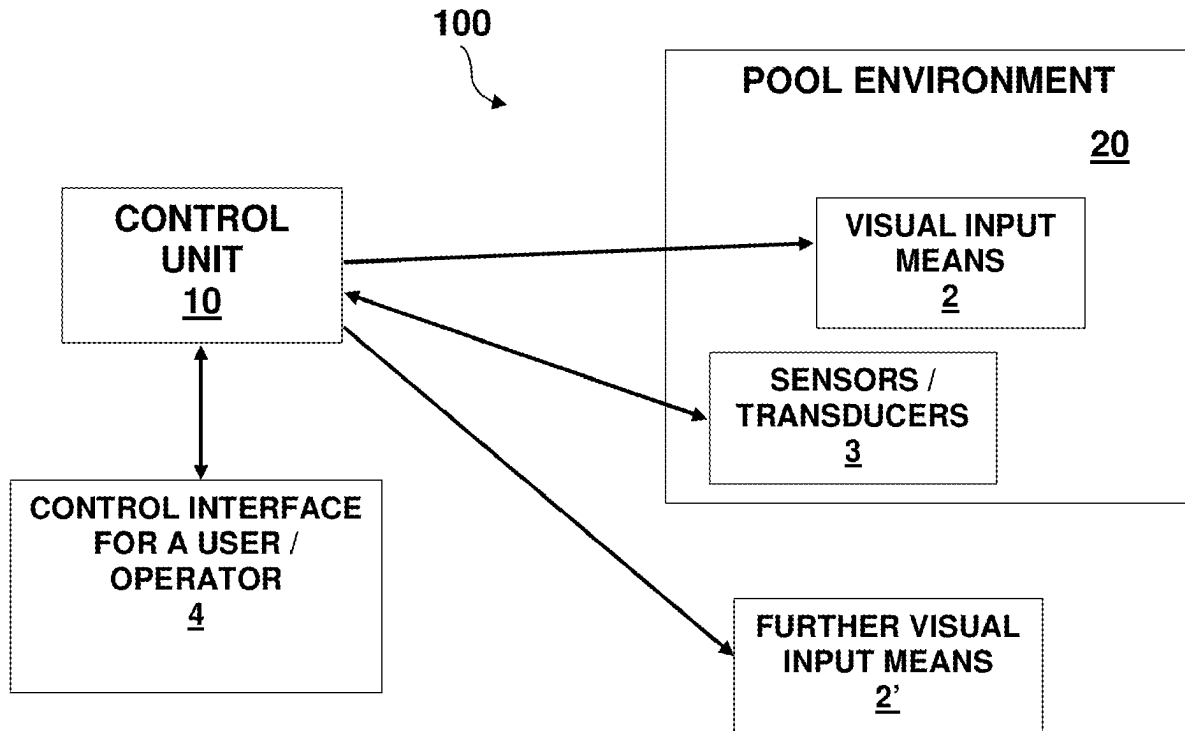 100
POOL ENVIRONMENT
20
CONTROL
UNIT
10
VISUAL INPUT
MEANS
2
SENSORS /
TRANSDUCERS
3
CONTROL INTERFACE
FOR A USER /
OPERATOR
4
FURTHER VISUAL
INPUT MEANS
2'